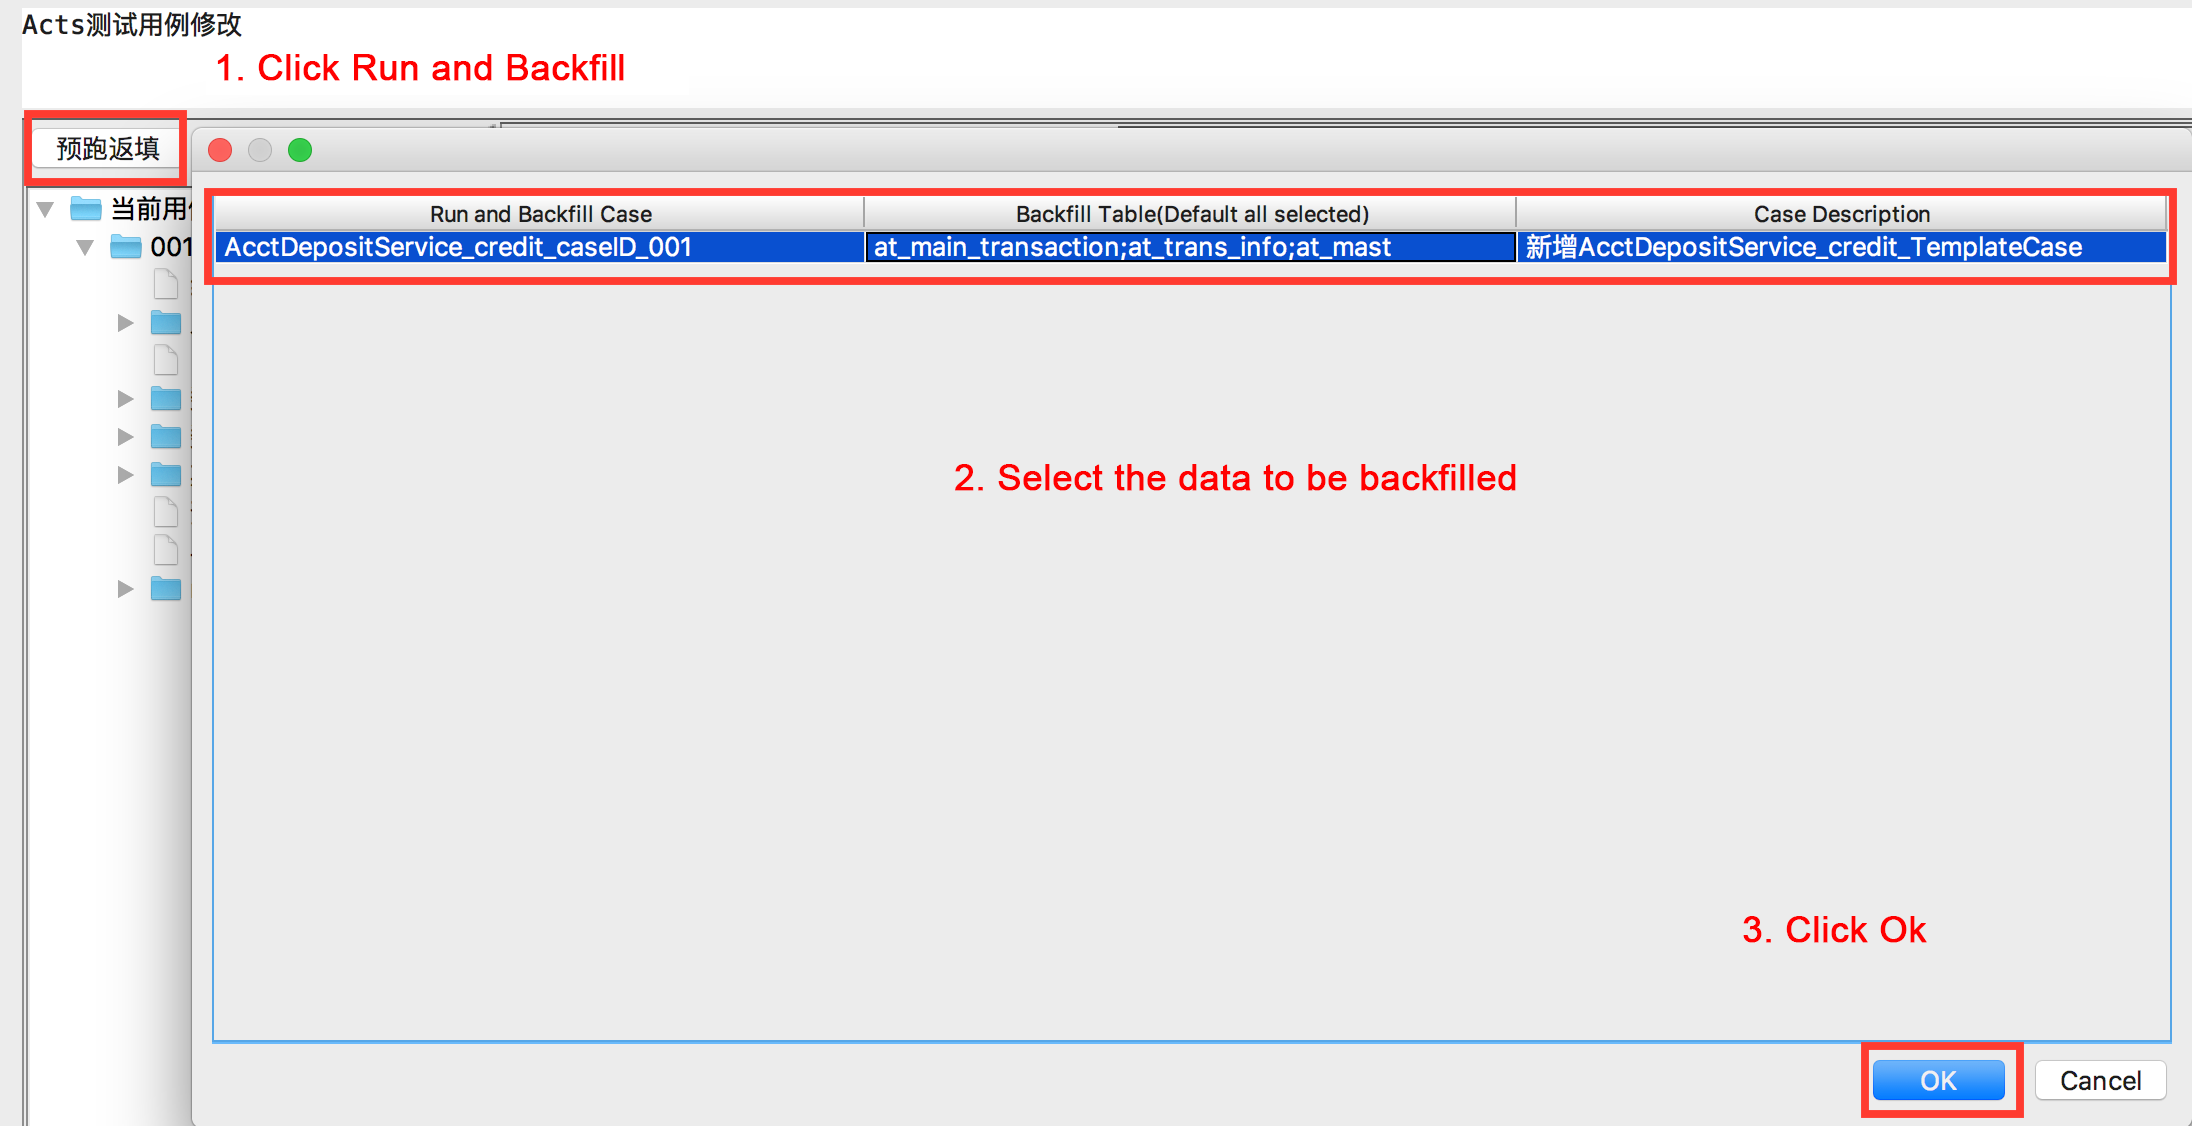 Acts测试用例修改
1. Click Run and Backfill
预跑返填
当前用
001
Run and Backfill Case
Backfill Table(Default all selected)
Case Description
AcctDepositService_credit_caseID_001
at_main_transaction;at_trans_info;at_mast
新增AcctDepositService_credit_TemplateCase
2. Select the data to be backfilled
3. Click Ok
OK
Cancel